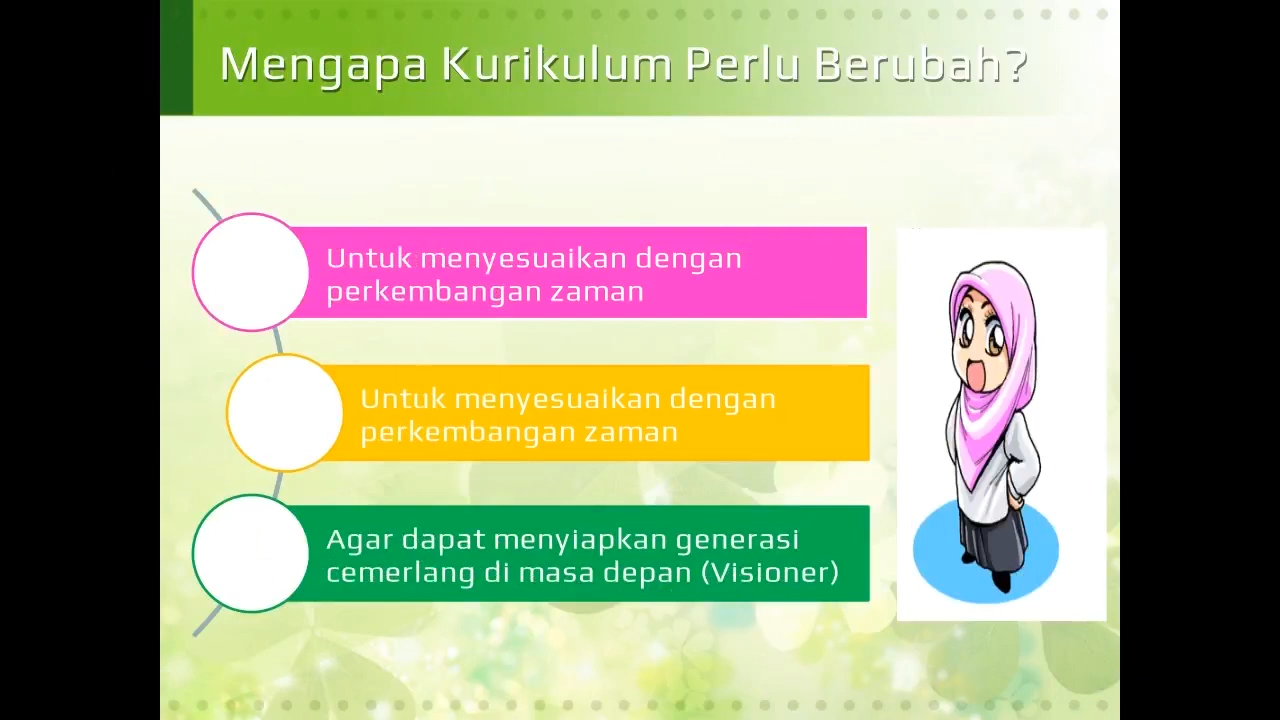 Mengapa Kurikulum Perlu Berubah?
Untuk menyesuaikan dengan
perkembangan zaman
Untuk menyesuaikan dengan
perkembangan zaman
Agar dapat menyiapkan generasi
cemerlang di masa depan (Visioner)